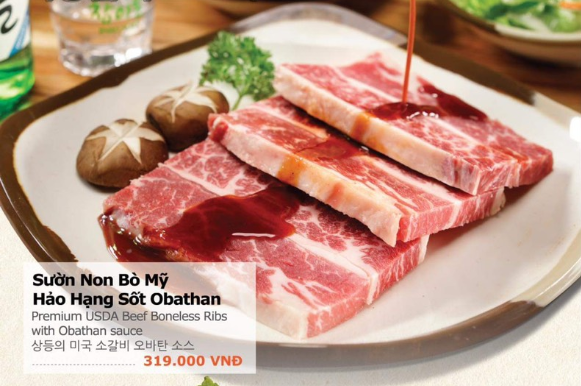 Sườn Non Bò Mỹ
Hảo Hạng Sốt Obathan
Premium USDA Beef Boneless Ribs
with Obathan sauce
상등의 미국 소갈비 오바탄 소스
319.000 VNĐ